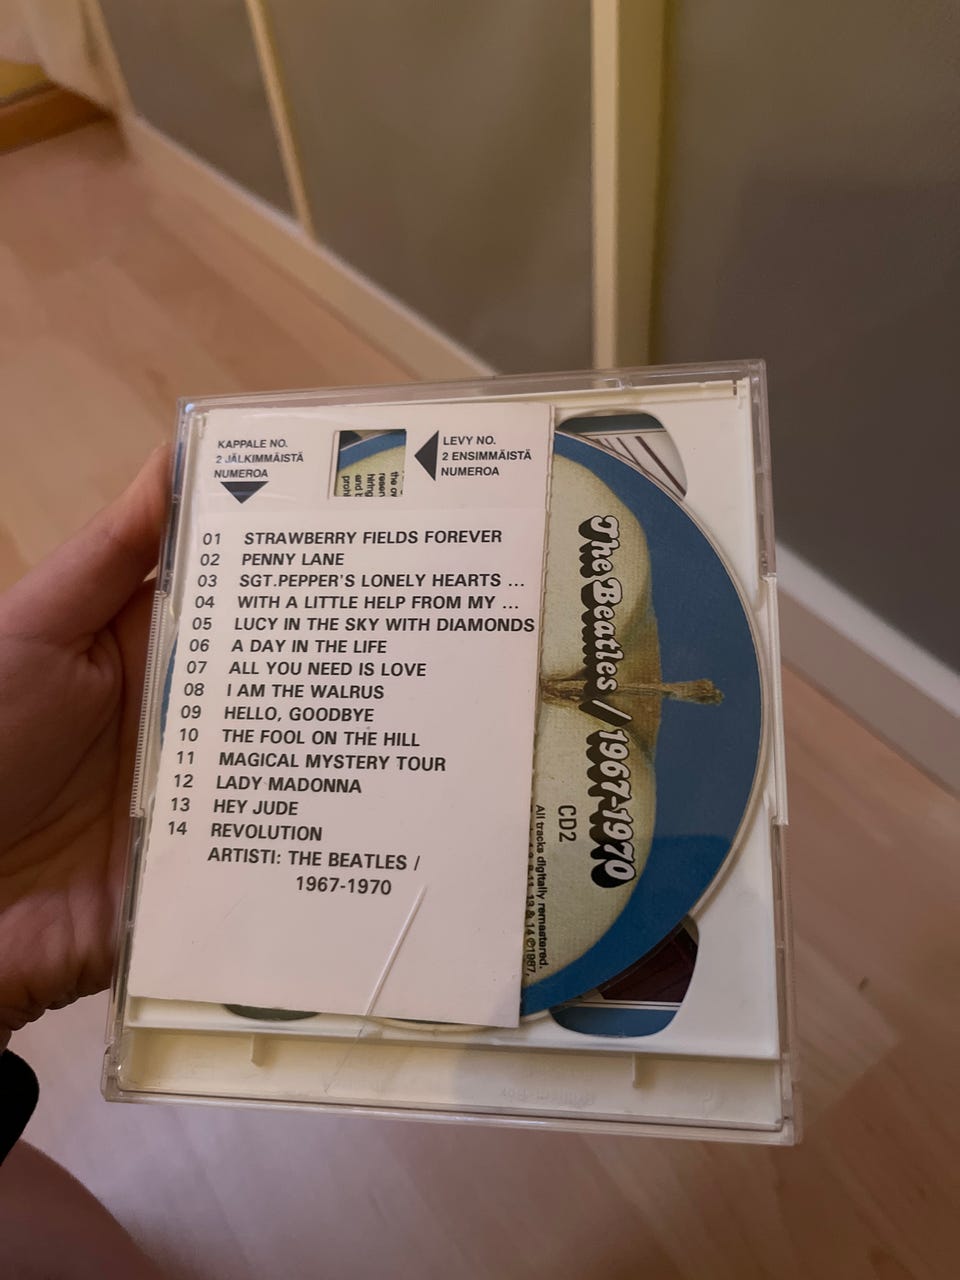 KAPPALE NO.
2 JÄLKIMMÄISTÄ
NUMEROA
LEVY NO.
2 ENSIMMÄISTÄ
NUMEROA
01 STRAWBERRY FIELDS FOREVER
02 PENNY LANE
03 SGT.PEPPER'S LONELY HEARTS ...
04 WITH A LITTLE HELP FROM MY ...
05 LUCY IN THE SKY WITH DIAMONDS
06 A DAY IN THE LIFE
07 ALL YOU NEED IS LOVE
08 I AM THE WALRUS
09 HELLO, GOODBYE
10 THE FOOL ON THE HILL
11 MAGICAL MYSTERY TOUR
12 LADY MADONNA
13 HEY JUDE
14 REVOLUTION
ARTISTI: THE BEATLES /
1967-1970
The Beatles / 1967-1970
CD2
All tracks digitally remastered.
& 14 ℗1987,